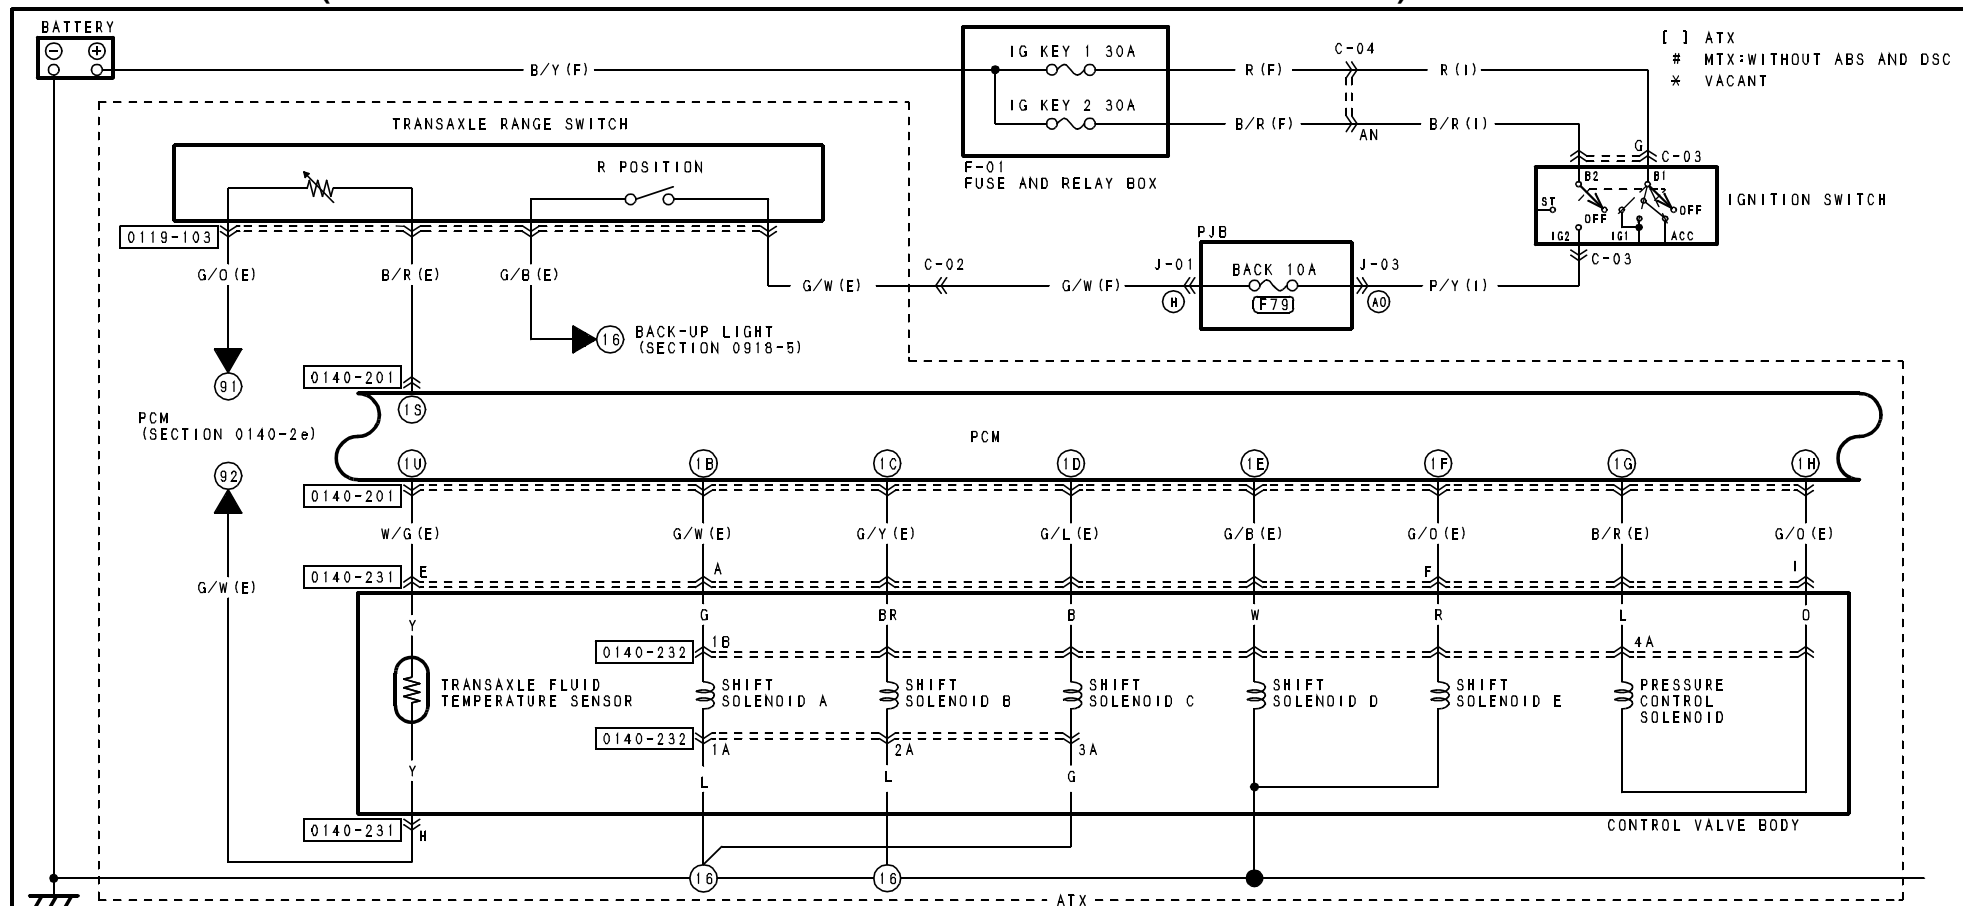 BATTERY
B/Y(F)
IG KEY 1 30A
IG KEY 2 30A
F-01
FUSE AND RELAY BOX
R(F)
C-04
R(I)
B/R(F)
AN
B/R(I)
[ ] ATX
# MTX:WITHOUT ABS AND DSC
* VACANT
G
C-03
B2
B1
ST
OFF
OFF
IG2
IG1
ACC
IGNITION SWITCH
C-03
TRANSAXLE RANGE SWITCH
R POSITION
0119-103
G/O(E)
B/R(E)
G/B(E)
G/W(E)
C-02
G/W(F)
J-01
H
PJB
BACK 10A
F79
J-03
AO
P/Y(I)
16
BACK-UP LIGHT
(SECTION 0918-5)
91
PCM
(SECTION 0140-2e)
92
G/W(E)
0140-201
1S
PCM
1U
1B
1C
1D
1E
1F
1G
1H
0140-201
W/G(E)
G/W(E)
G/Y(E)
G/L(E)
G/B(E)
G/O(E)
B/R(E)
G/O(E)
0140-231
E
A
F
I
Y
G
BR
B
W
R
L
O
0140-232
1B
4A
TRANSAXLE FLUID
TEMPERATURE SENSOR
SHIFT
SOLENOID A
SHIFT
SOLENOID B
SHIFT
SOLENOID C
SHIFT
SOLENOID D
SHIFT
SOLENOID E
PRESSURE
CONTROL
SOLENOID
0140-232
1A
2A
3A
Y
L
L
G
0140-231
H
CONTROL VALVE BODY
16
16
ATX